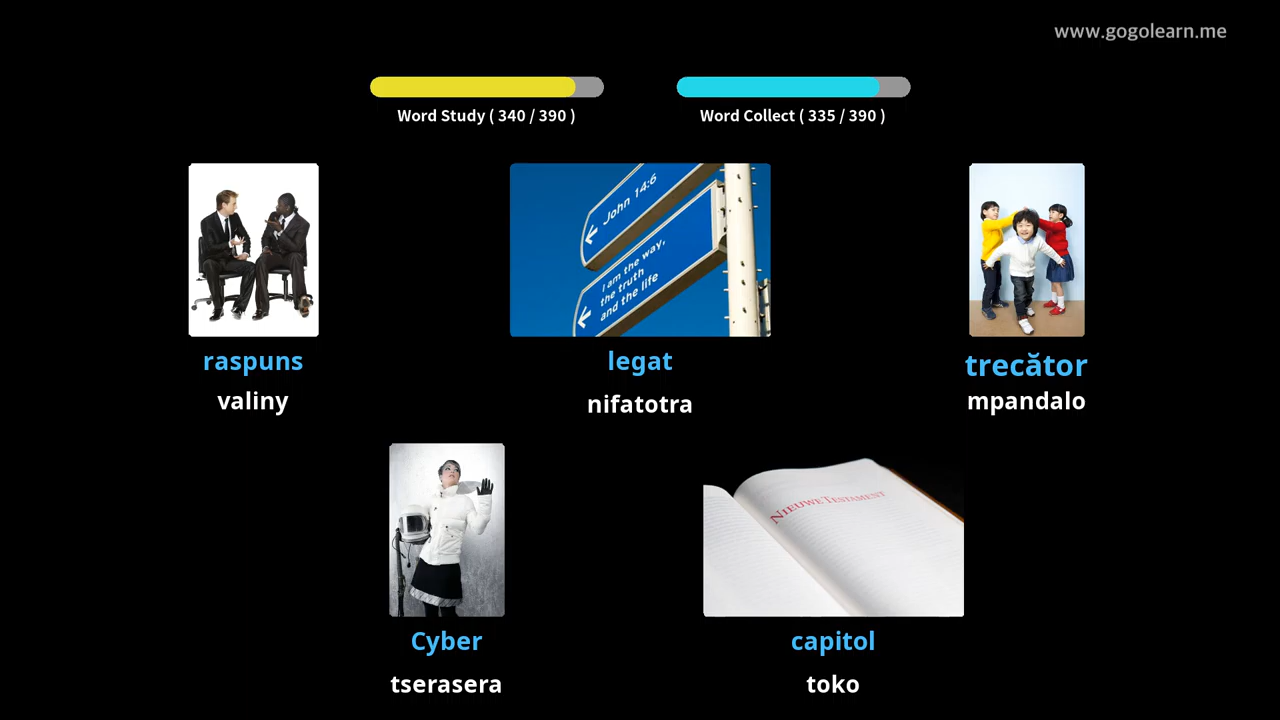 www.gogolearn.me
Word Study ( 340 / 390 )
Word Collect ( 335 / 390 )
John 14:6
I am the way,
the truth
and the life
raspuns
legat
trecător
valiny
nifatotra
mpandalo
NIEUWE TESTAMENT
Cyber
capitol
tserasera
toko